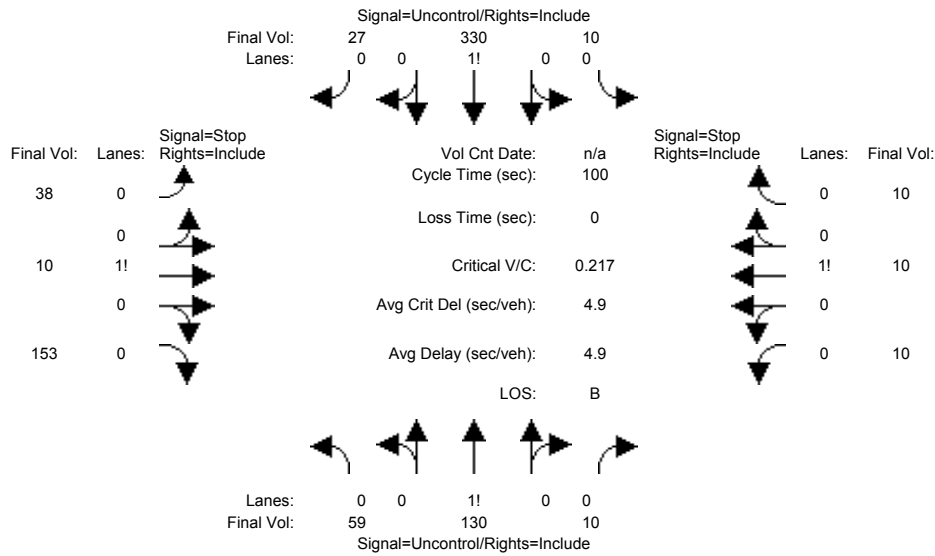 Signal=Uncontrol/Rights=Include
Final Vol: 27 330 10
Lanes: 0 0 1! 0 0
Signal=Stop Signal=Stop
Final Vol: Lanes: Rights=Include Vol Cnt Date: n/a Rights=Include Lanes: Final Vol:
Cycle Time (sec): 100
38 0 0 10
Loss Time (sec): 0
0 0
10 1! Critical V/C: 0.217 1! 10
0 Avg Crit Del (sec/veh): 4.9 0
153 0 Avg Delay (sec/veh): 4.9 0 10
LOS: B
Lanes: 0 0 1! 0 0
Final Vol: 59 130 10
Signal=Uncontrol/Rights=Include